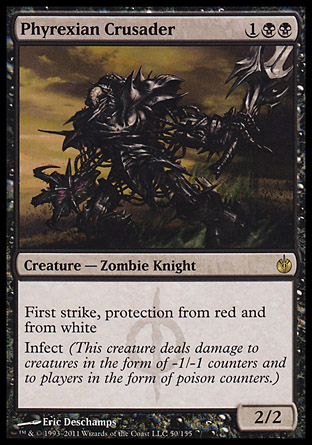 Phyrexian Crusader 1
Creature — Zombie Knight
First strike, protection from red and
from white
Infect (This creature deals damage to
creatures in the form of -1/-1 counters and
to players in the form of poison counters.)
Eric Deschamps
™ & © 1993–2011 Wizards of the Coast LLC 50/155
2/2